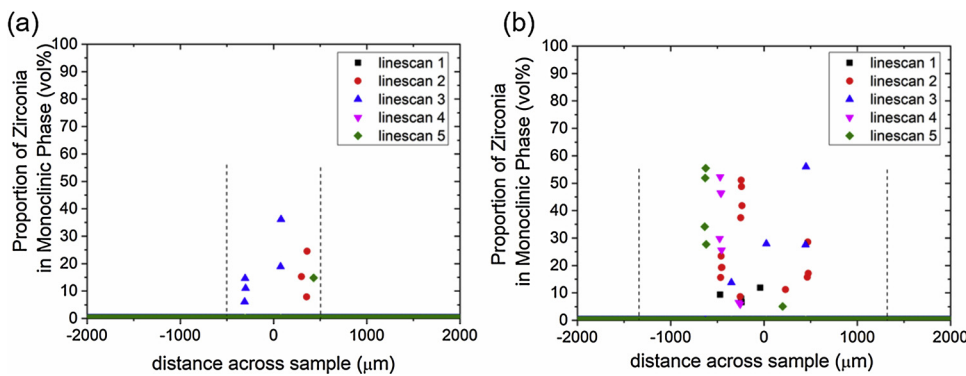 (a)
Proportion of Zirconia
in Monoclinic Phase (vol%)
100
90
80
70
60
50
40
30
20
10
0
linescan 1
linescan 2
linescan 3
linescan 4
linescan 5
-2000
-1000
0
1000
2000
distance across sample (μm)
(b)
Proportion of Zirconia
in Monoclinic Phase (vol%)
100
90
80
70
60
50
40
30
20
10
0
linescan 1
linescan 2
linescan 3
linescan 4
linescan 5
-2000
-1000
0
1000
2000
distance across sample (μm)